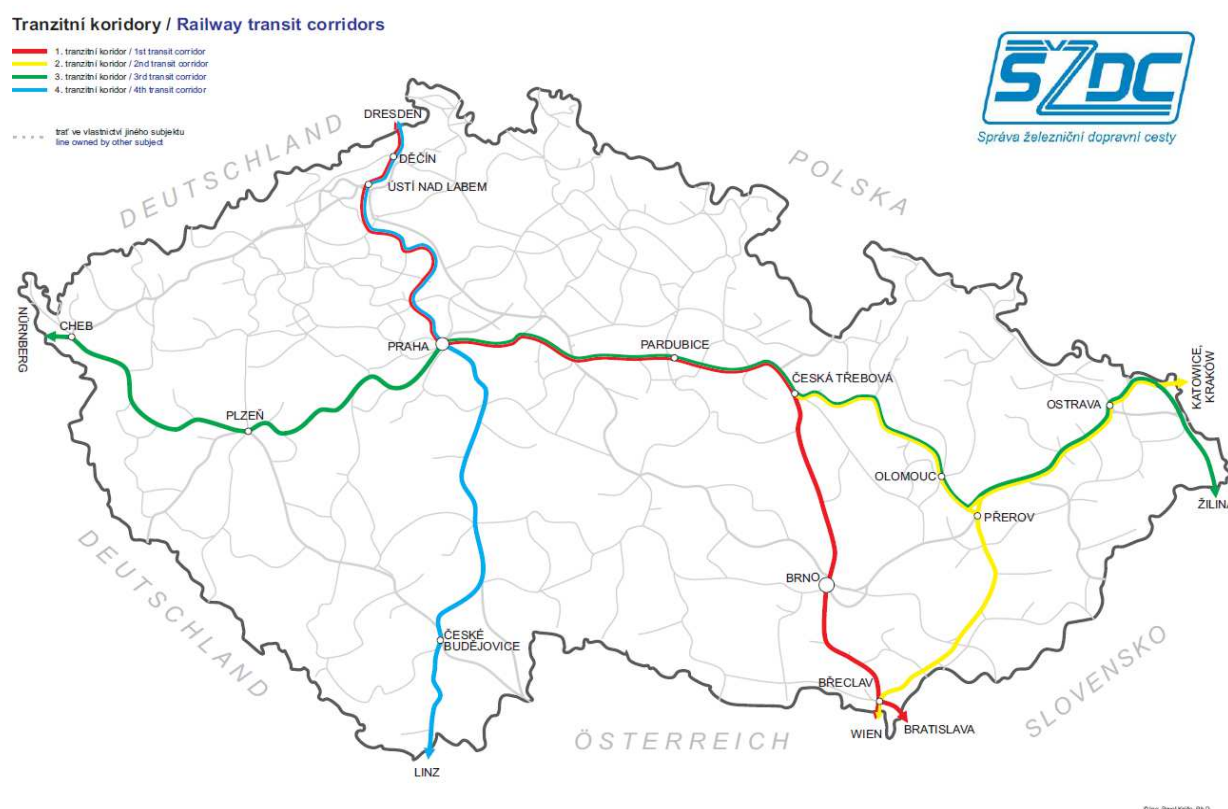 Tranzitní koridory / Railway transit corridors
1. tranzitní koridor / 1st transit corridor
2. tranzitní koridor / 2nd transit corridor
3. tranzitní koridor / 3rd transit corridor
4. tranzitní koridor / 4th transit corridor
trať ve vlastnictví jiného subjektu
line owned by other subject
SŽDC
Správa železniční dopravní cesty
DEUTSCHLAND
POLSKA
DRESDEN
DĚČÍN
ÚSTÍ NAD LABEM
NÜRNBERG
CHEB
PRAHA
PARDUBICE
ČESKÁ TŘEBOVÁ
KATOWICE,
KRAKÓW
OSTRAVA
PLZEŇ
OLOMOUC
ŽILINA
PŘEROV
DEUTSCHLAND
BRNO
ČESKÉ
BUDĚJOVICE
SLOVENSKO
BŘECLAV
WIEN
BRATISLAVA
ÖSTERREICH
LINZ